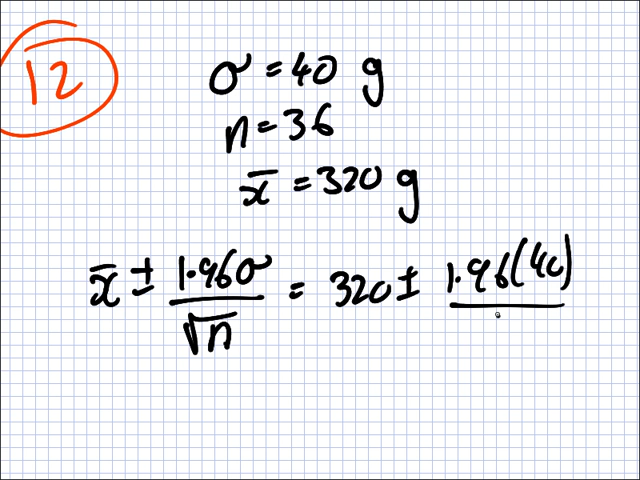 12
σ = 40 g
n = 36
x̄ = 320 g
x̄ ± 1.96σ / √n = 320 ± 1.96(40) /